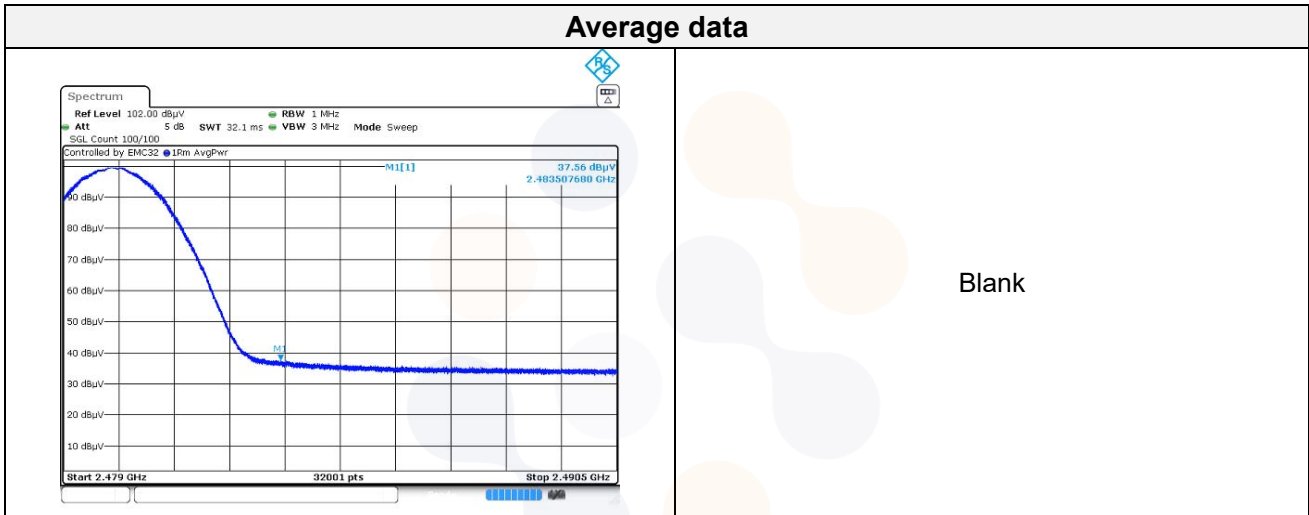 Average data
R&S
Spectrum
Ref Level 102.00 dBµV RBW 1 MHz
Att 5 dB SWT 32.1 ms VBW 3 MHz Mode Sweep
SGL Count 100/100
Controlled by EMC32 1Rm AvgPwr
M1[1] 37.56 dBµV
2.483507680 GHz
90 dBµV
80 dBµV
70 dBµV
60 dBµV
50 dBµV
40 dBµV
M1
30 dBµV
20 dBµV
10 dBµV
Start 2.479 GHz 32001 pts Stop 2.4905 GHz
Blank